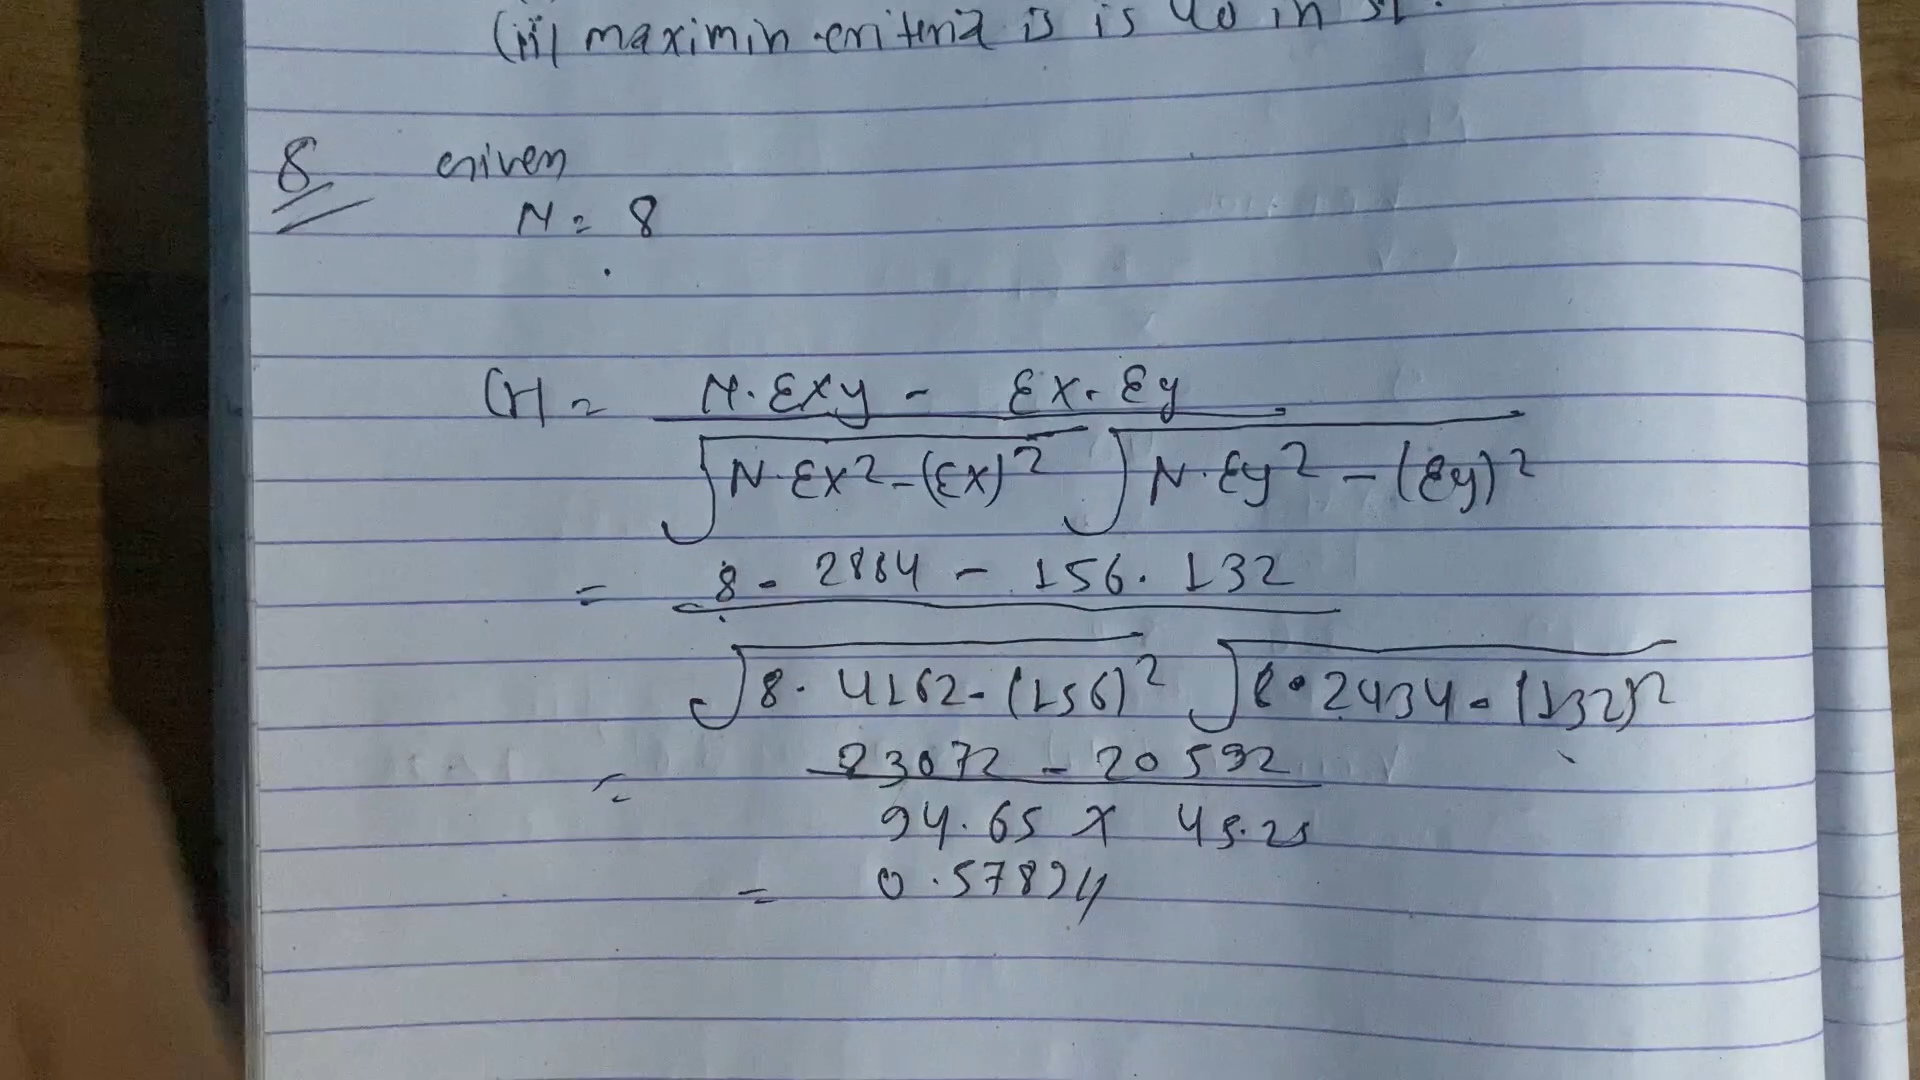 (iii) maximin criteria is is 40 in S1.
8 Given
N = 8
(r) = N.Σxy - Σx.Σy
√N.Σx2-(Σx)2 √N.Σy2-(Σy)2
= 8. 2884 - 156. 132
√8. 4162-(156)2 √8.2434-(132)2
= 23072 - 20592
94.65 x 45.25
= 0.57894